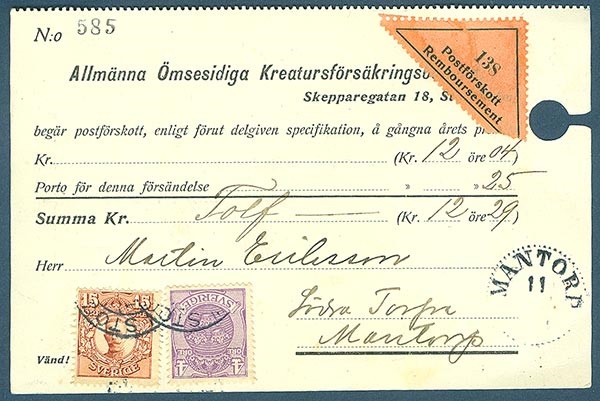 N:o 585
138
Postförskott
Remboursement
Allmänna Ömsesidiga Kreatursförsäkringsb
Skepparegatan 18, St
begär postförskott, enligt förut delgiven specifikation, å gångna årets pr
Kr. (Kr. 12 öre 04)
Porto för denna försändelse » » 25
Summa Kr. Tolf (Kr. 12 öre 29)
Herr Martin Eriksson
MANTORP
11
Södra Torpa
Mantorp
15 15
SVERIGE
SVERIGE
Vänd!